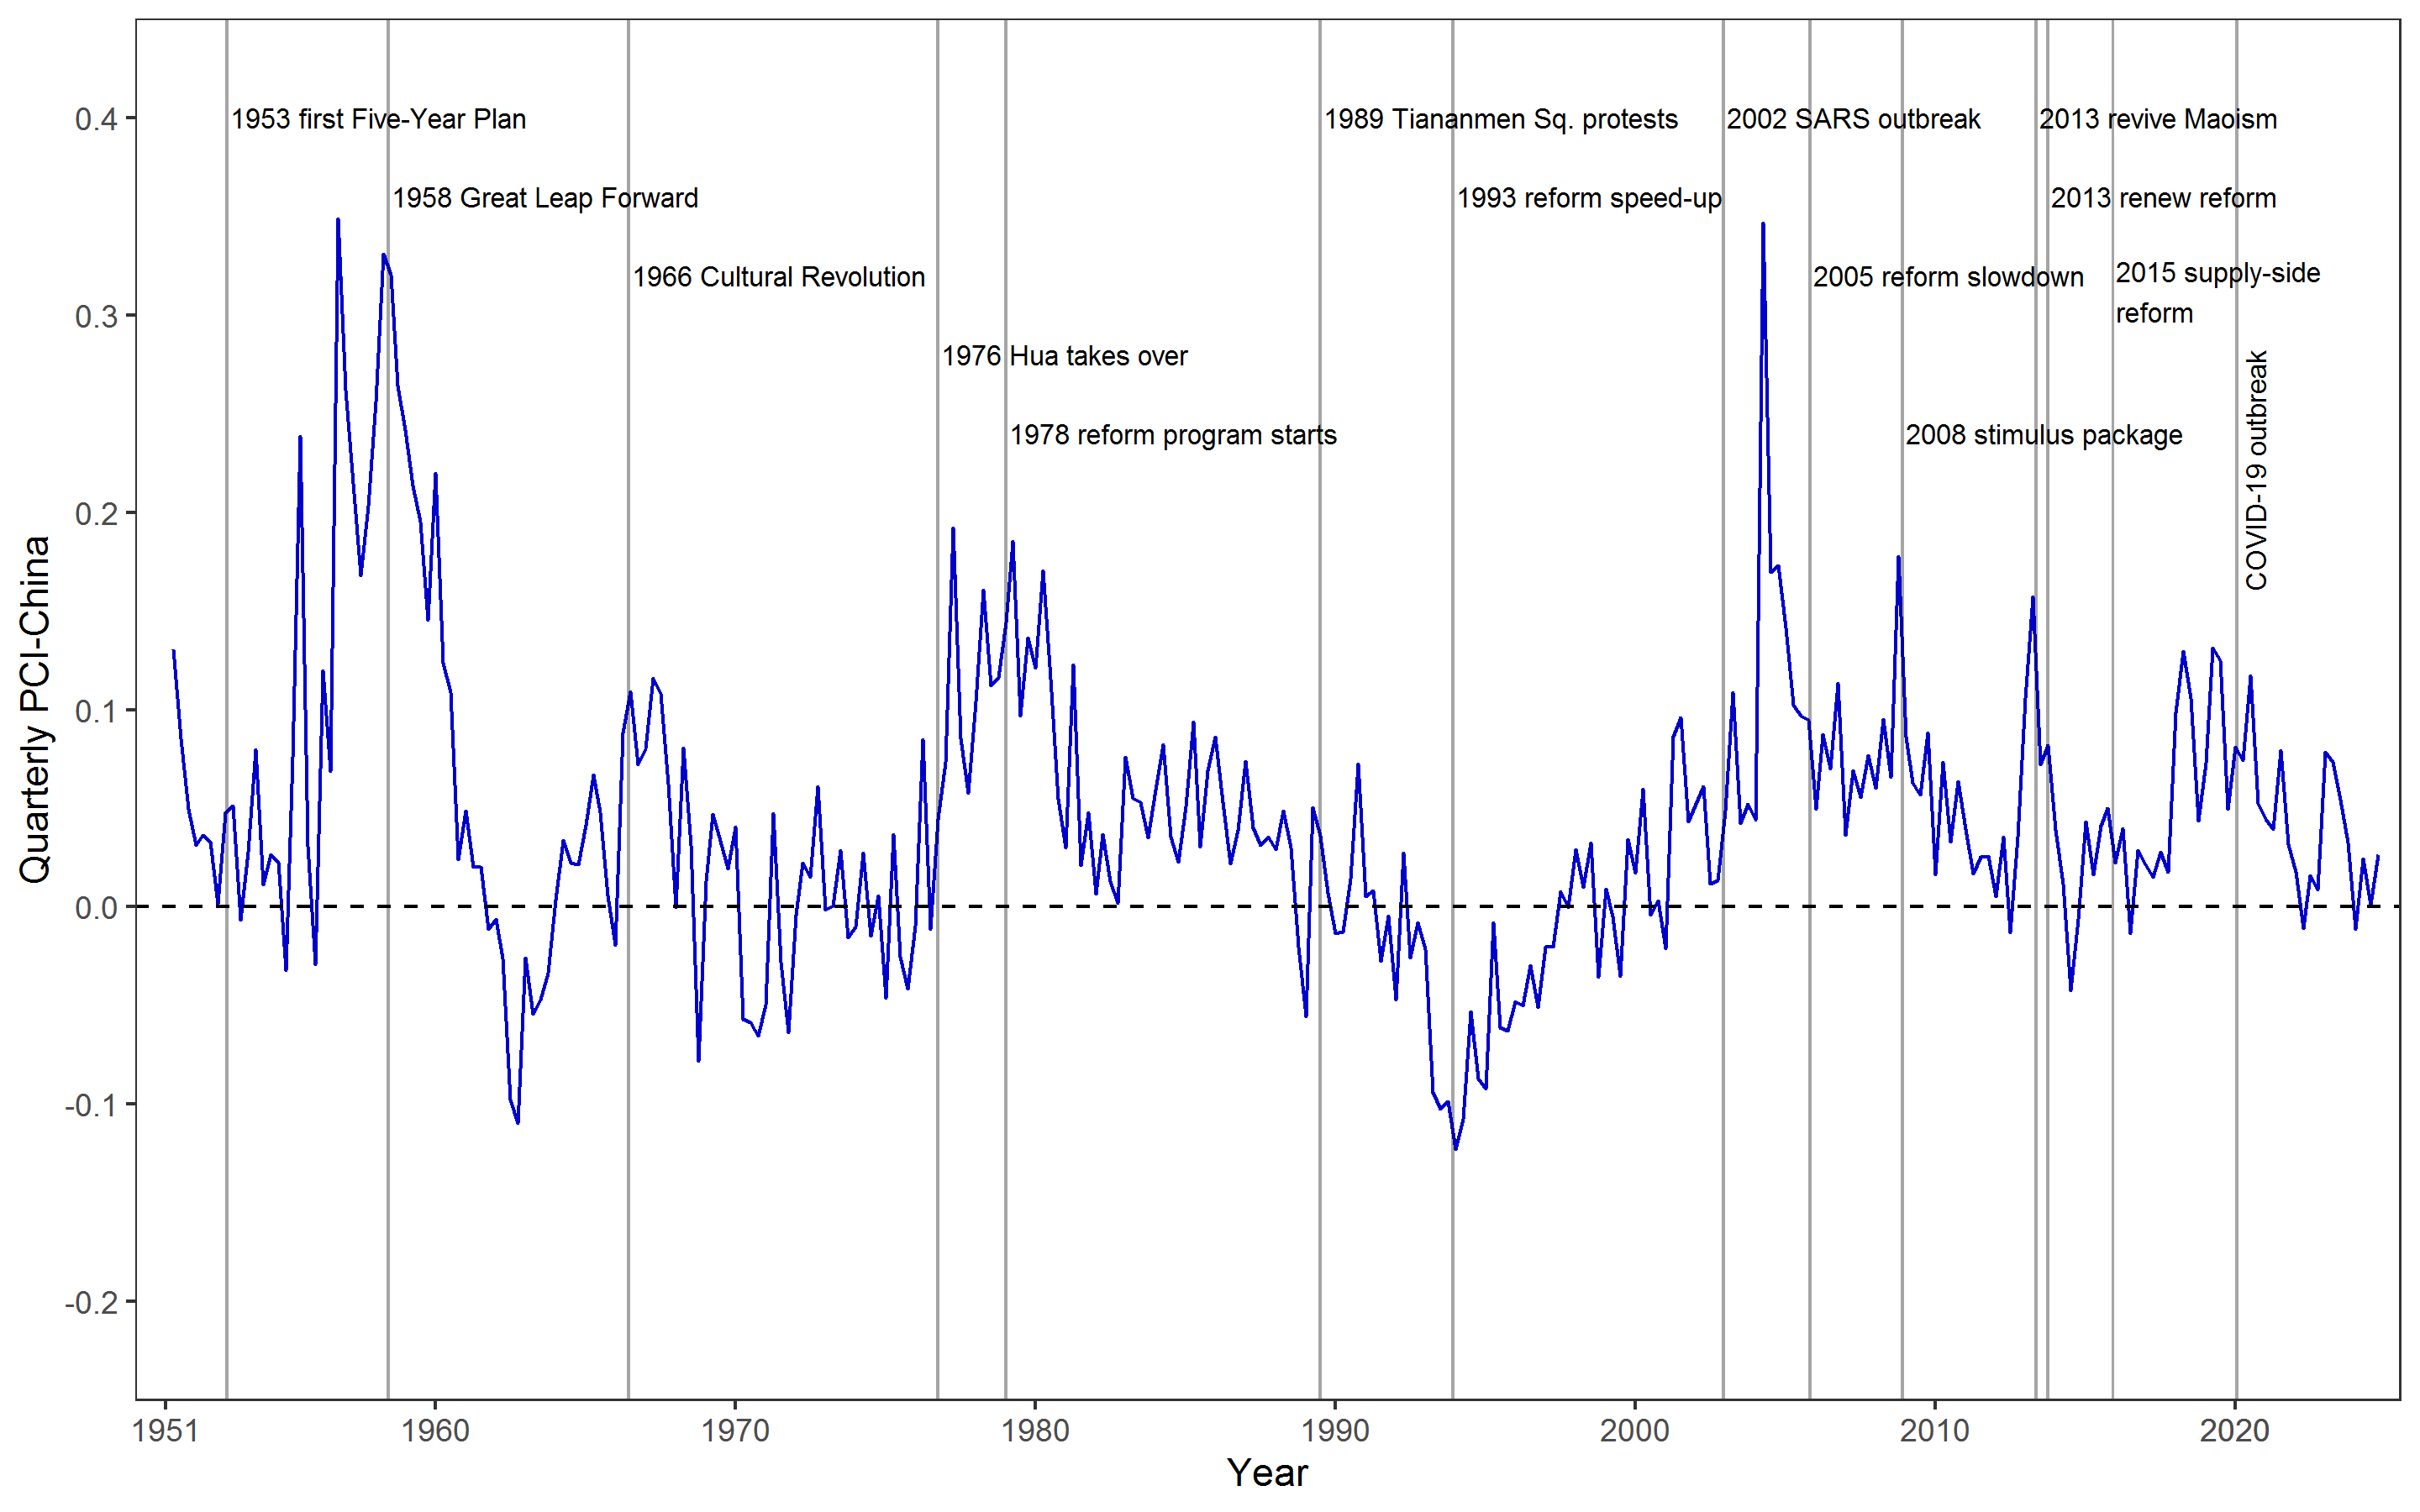 1953 first Five-Year Plan
1989 Tiananmen Sq. protests
2002 SARS outbreak
2013 revive Maoism
1958 Great Leap Forward
1993 reform speed-up
2013 renew reform
1966 Cultural Revolution
2005 reform slowdown
2015 supply-side
reform
1976 Hua takes over
1978 reform program starts
2008 stimulus package
COVID-19 outbreak
Quarterly PCI-China
0.4
0.3
0.2
0.1
0.0
-0.1
-0.2
1951
1960
1970
1980
1990
2000
2010
2020
Year